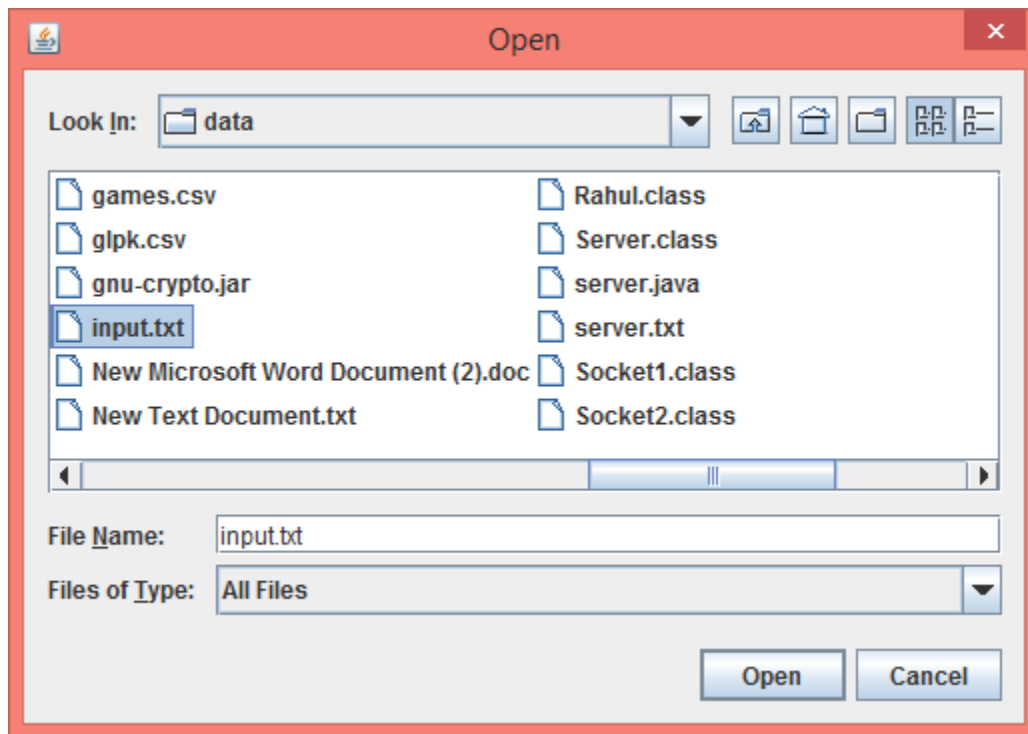 Open
Look In: data
games.csv
glpk.csv
gnu-crypto.jar
input.txt
New Microsoft Word Document (2).doc
New Text Document.txt
Rahul.class
Server.class
server.java
server.txt
Socket1.class
Socket2.class
File Name: input.txt
Files of Type: All Files
Open Cancel